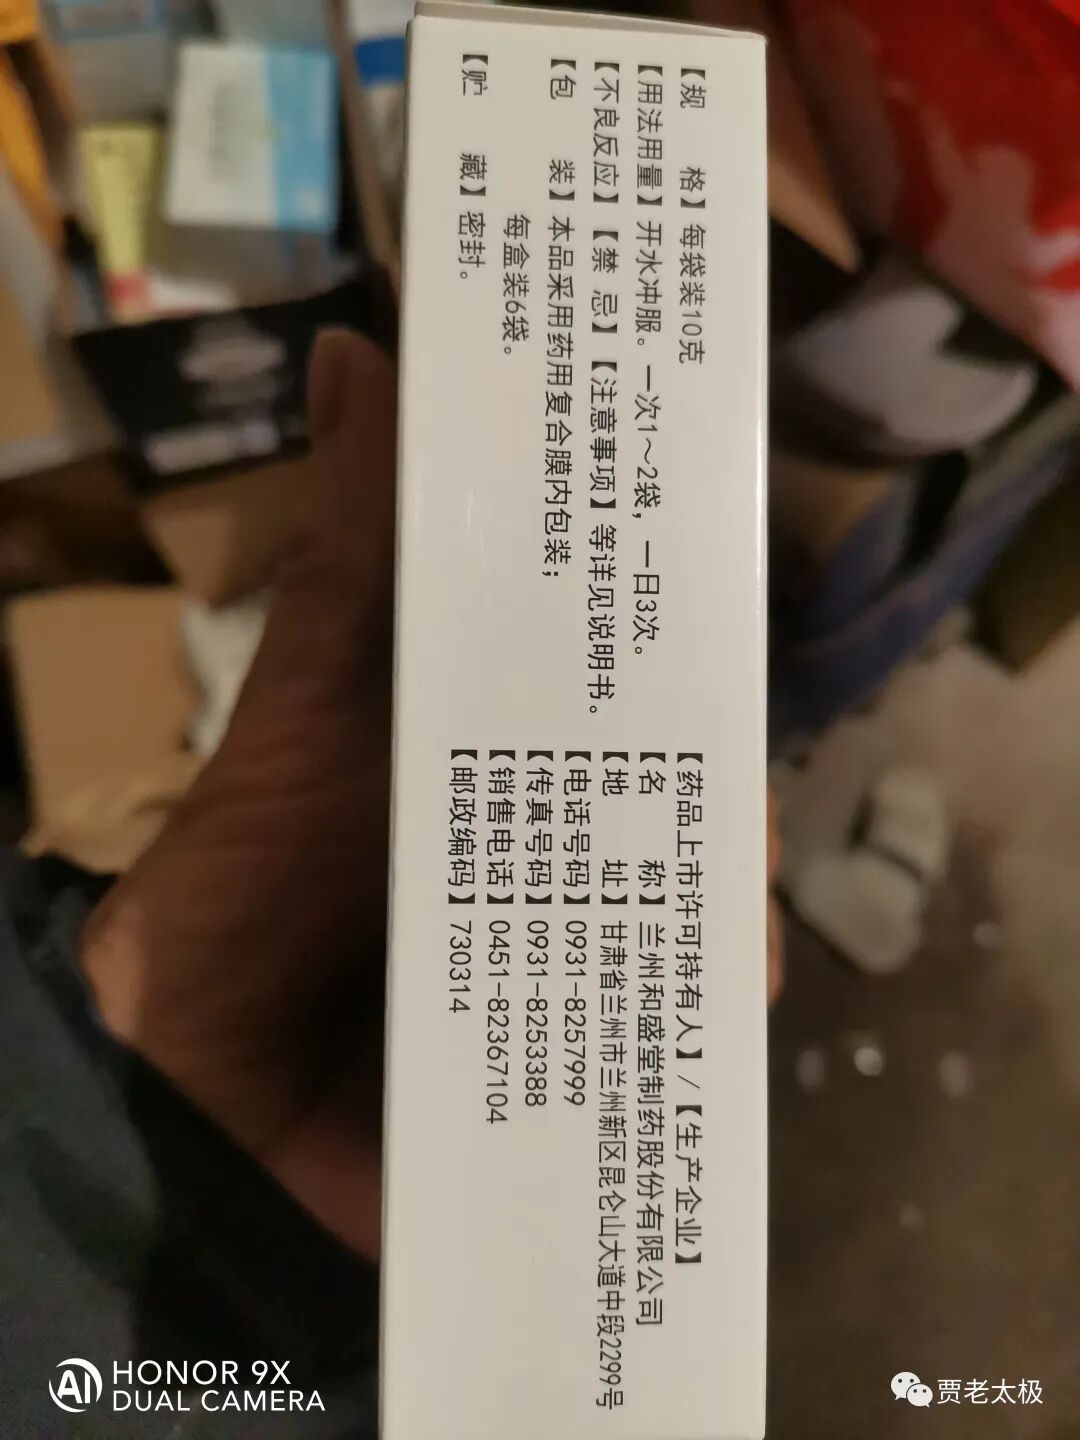 【规 格】每袋装10克
【用法用量】开水冲服。一次1～2袋，一日3次。
【不良反应】【禁 忌】【注意事项】等详见说明书。
【包 装】本品采用药用复合膜内包装；
每盒装6袋。
【贮 藏】密封。
【药品上市许可持有人】/【生产企业】
【名 称】兰州和盛堂制药股份有限公司
【地 址】甘肃省兰州市兰州新区昆仑山大道中段2299号
【电话号码】0931-8257999
【传真号码】0931-8253388
【销售电话】0451-82367104
【邮政编码】730314
AI HONOR 9X
DUAL CAMERA
贾老太极